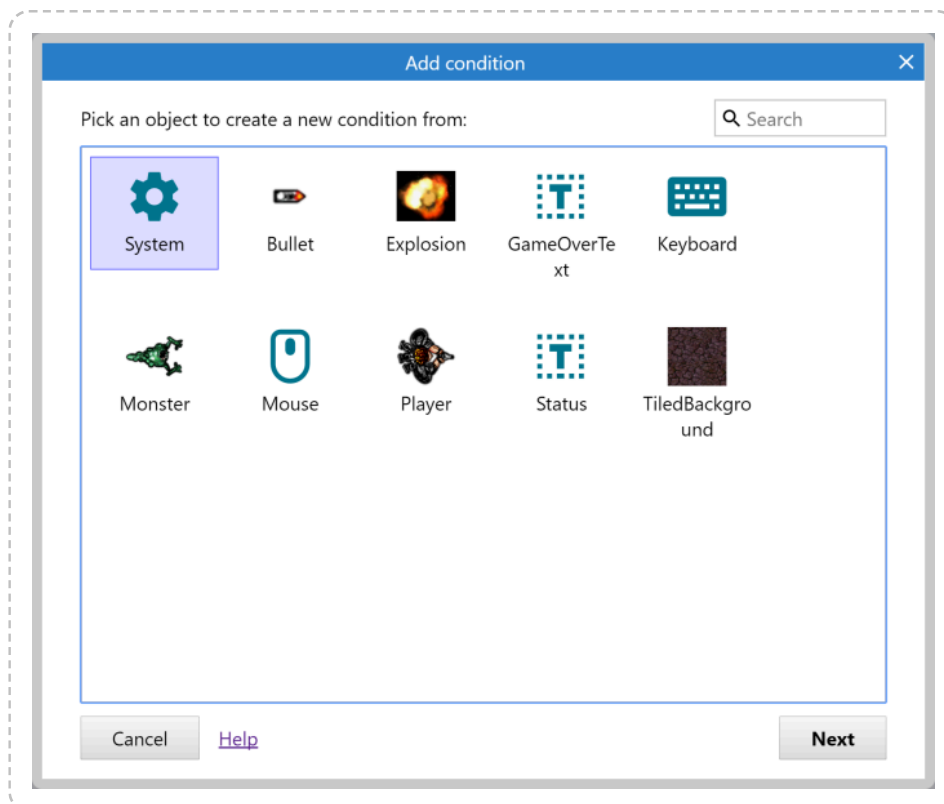 Add condition
Pick an object to create a new condition from:
Search
System
Bullet
Explosion
GameOverTe
xt
Keyboard
Monster
Mouse
Player
Status
TiledBackgro
und
Cancel
Help
Next